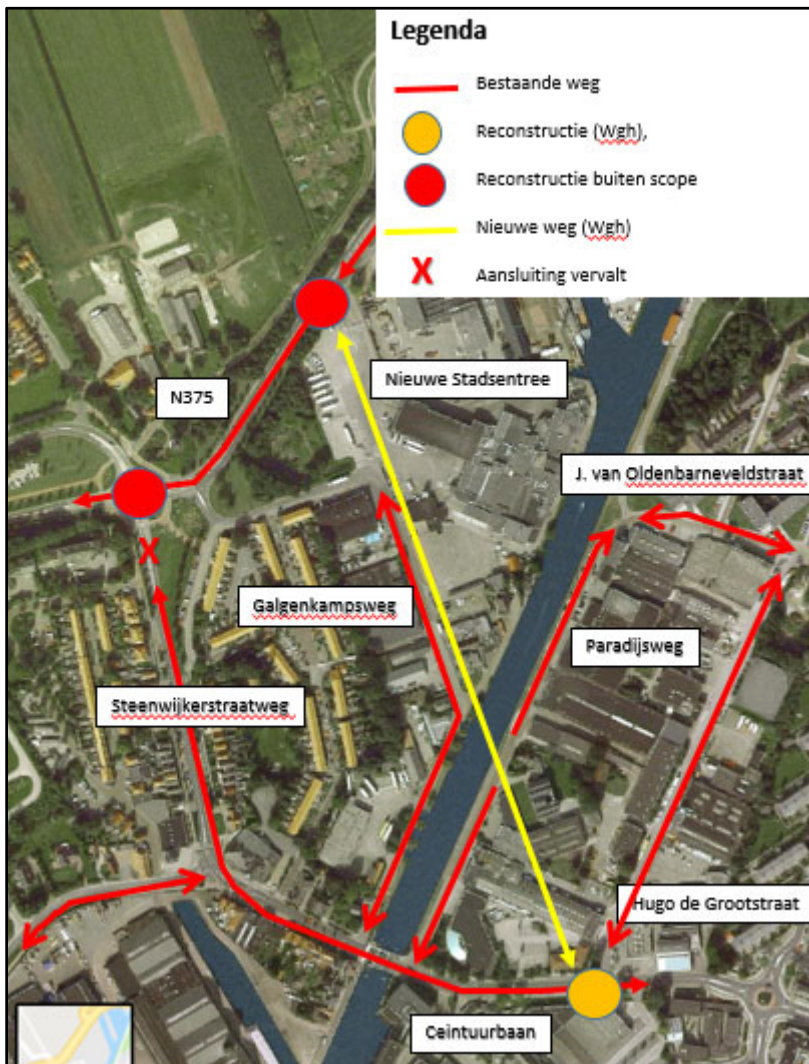 Legenda
Bestaande weg
Reconstructie (Wgh),
Reconstructie buiten scope
Nieuwe weg (Wgh)
X Aansluiting vervalt
Nieuwe Stadsentree
N375
J. van Oldenbarneveldstraat
X
Galgenkampsweg
Paradijsweg
Steenwijkerstraatweg
Hugo de Grootstraat
Ceintuurbaan